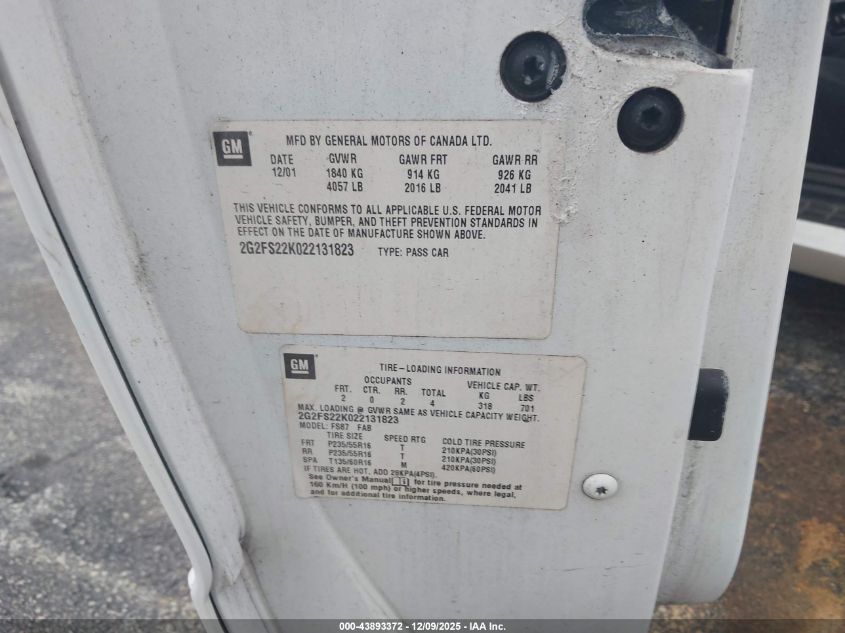 GM
MFD BY GENERAL MOTORS OF CANADA LTD.
DATE GVWR GAWR FRT GAWR RR
12/01 1840 KG 914 KG 926 KG
4057 LB 2016 LB 2041 LB
THIS VEHICLE CONFORMS TO ALL APPLICABLE U.S. FEDERAL MOTOR
VEHICLE SAFETY, BUMPER, AND THEFT PREVENTION STANDARDS IN
EFFECT ON THE DATE OF MANUFACTURE SHOWN ABOVE.
2G2FS22K022131823 TYPE: PASS CAR
GM
TIRE-LOADING INFORMATION
OCCUPANTS VEHICLE CAP. WT.
FRT. CTR. RR. TOTAL KG LBS
2 0 2 4 318 701
MAX. LOADING @ GVWR SAME AS VEHICLE CAPACITY WEIGHT.
2G2FS22K022131823
MODEL: FS87 FAB
TIRE SIZE SPEED RTG COLD TIRE PRESSURE
FRT P235/55R16 T 210KPA(30PSI)
RR P235/55R16 T 210KPA(30PSI)
SPA T135/60R16 M 420KPA(60PSI)
IF TIRES ARE HOT, ADD 28KPA(4PSI).
See Owner's Manual i for tire pressure needed at
160 Km/H (100 mph) or higher speeds, where legal,
and for additional tire information.
000-43893372 • 12/09/2025 - IAA Inc.